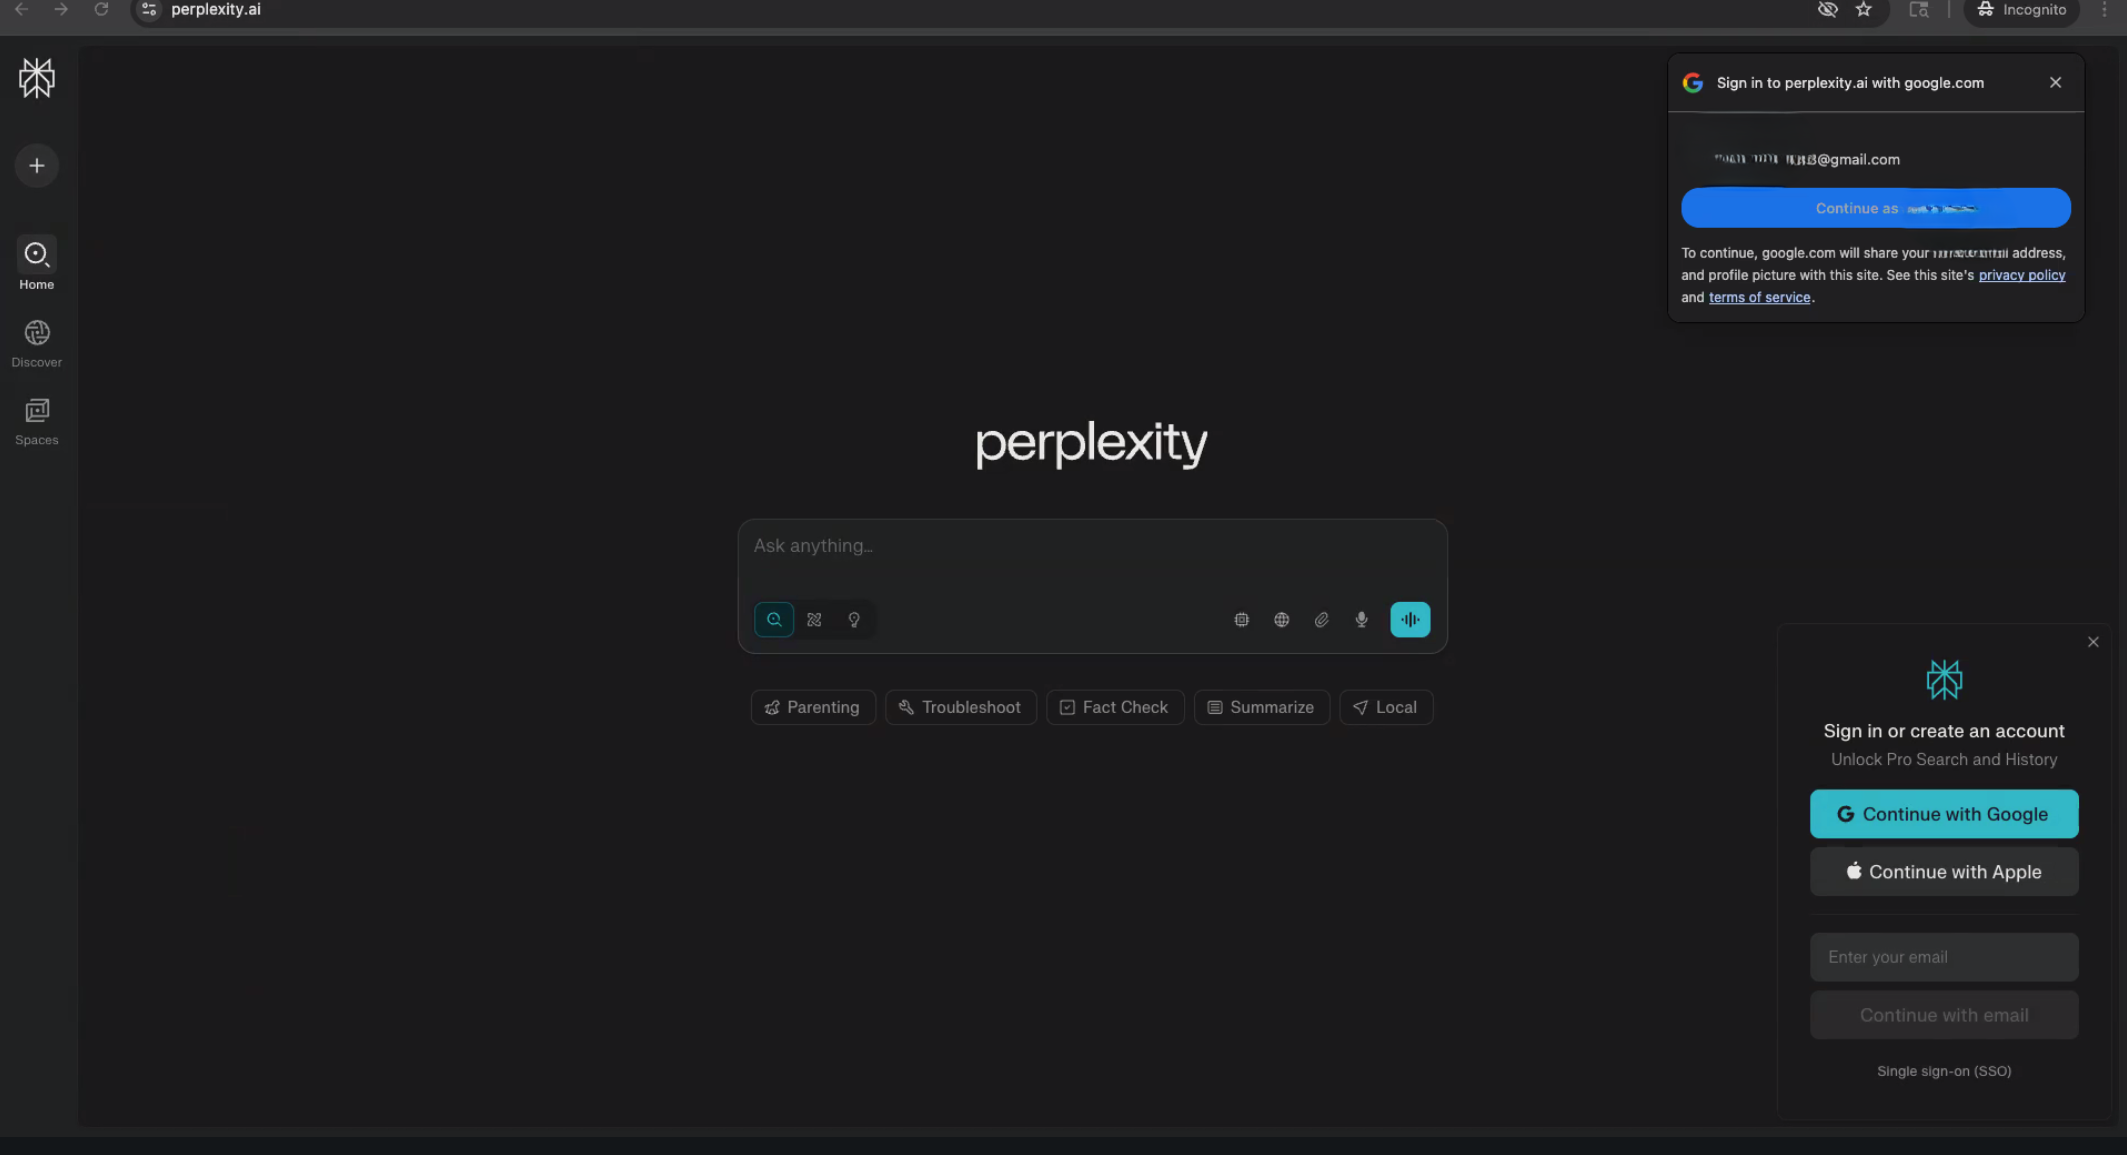 perplexity.ai
Incognito
Sign in to perplexity.ai with google.com
3@gmail.com
Continue as
To continue, google.com will share your address,
and profile picture with this site. See this site's privacy policy
and terms of service.
Home
Discover
Spaces
perplexity
Ask anything...
Parenting
Troubleshoot
Fact Check
Summarize
Local
Sign in or create an account
Unlock Pro Search and History
Continue with Google
Continue with Apple
Enter your email
Continue with email
Single sign-on (SSO)